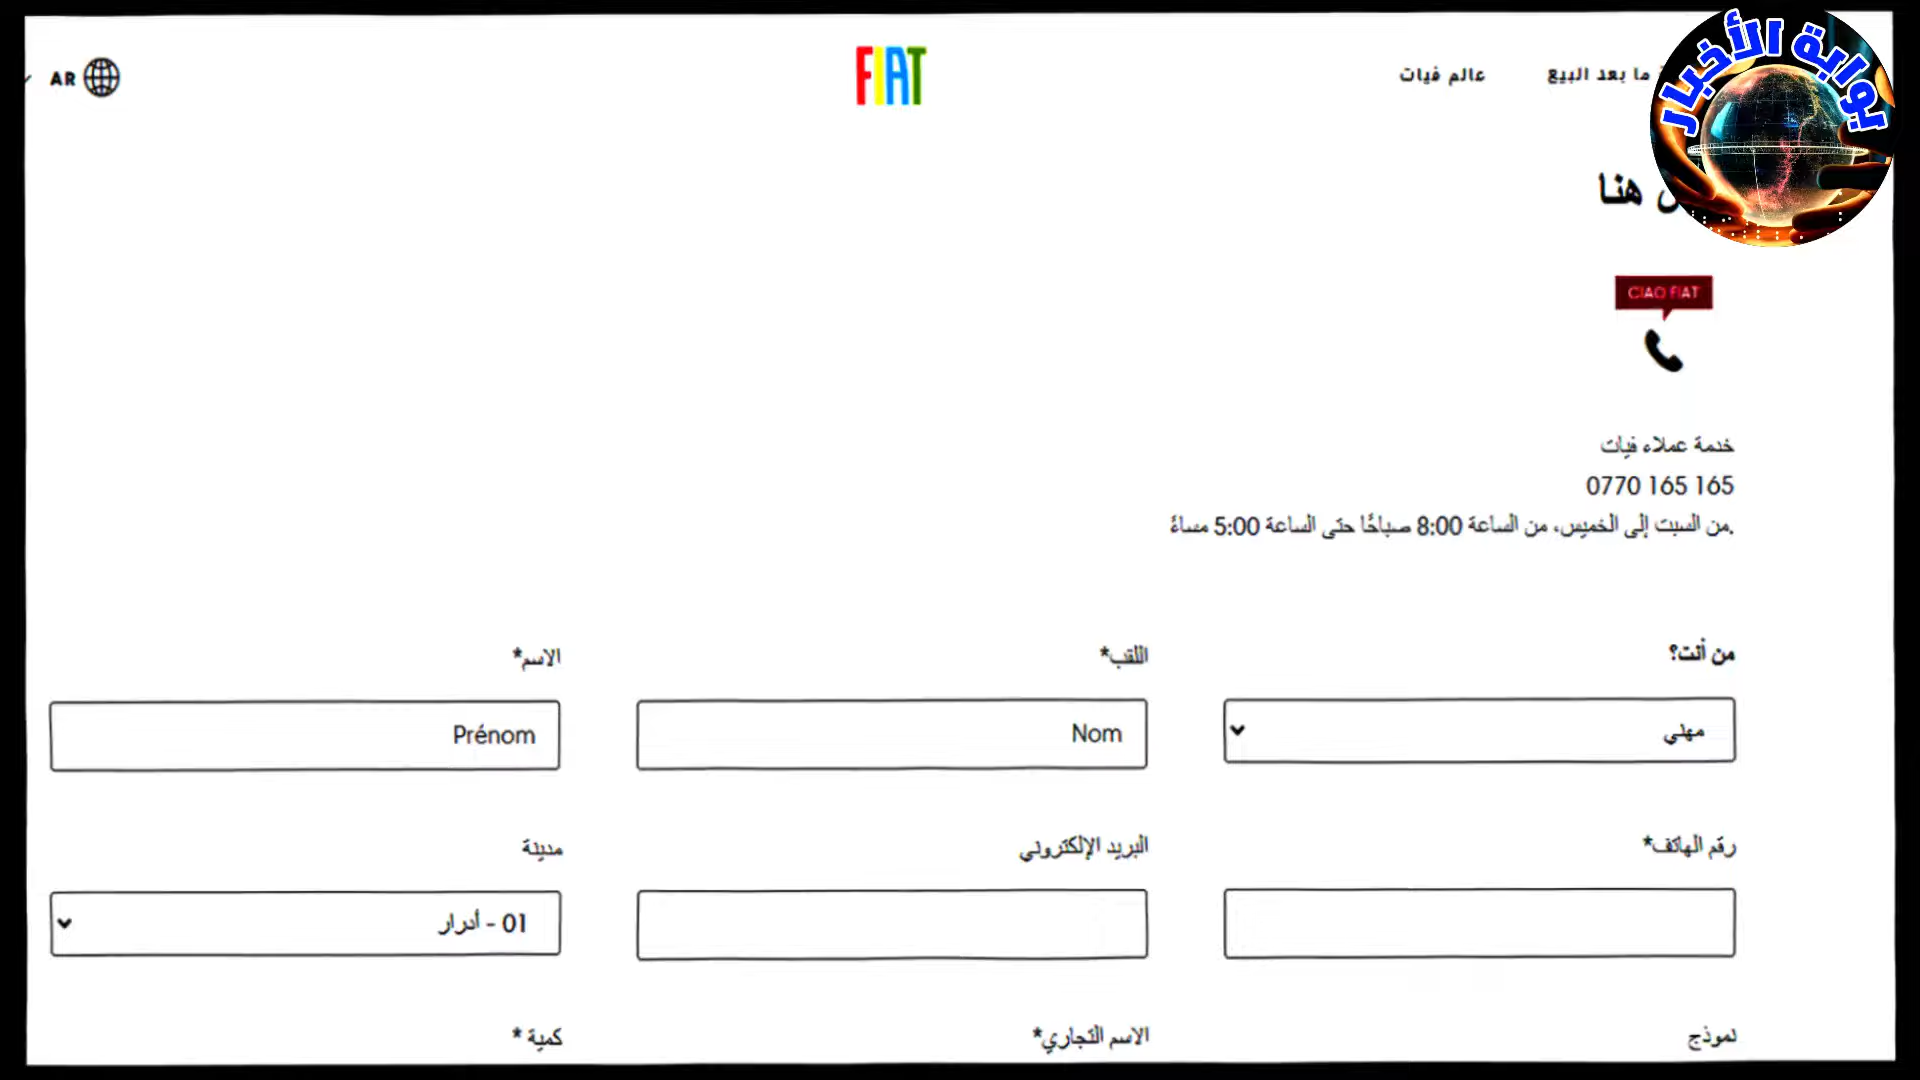 بوابة الأخبار
ما بعد البيع
عالم فيات
FIAT
AR
هنا
CIAO FIAT
خدمة عملاء فيات
0770 165 165
من السبت إلى الخميس، من الساعة 8:00 صباحًا حتى الساعة 5:00 مساءً.
من أنت؟
اللقب*
الاسم*
مهني
Nom
Prénom
رقم الهاتف*
البريد الإلكتروني
مدينة
01 - أدرار
نموذج
الاسم التجاري*
كمية *